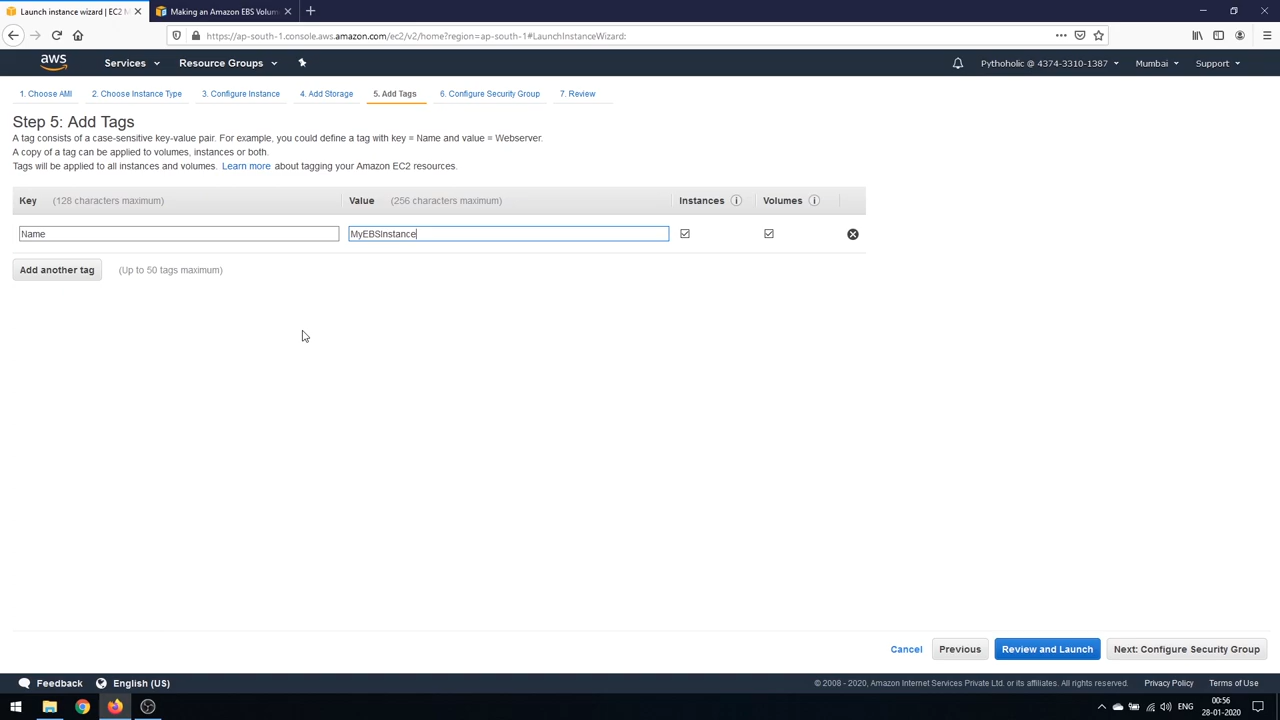 Launch instance wizard | EC2 M
Making an Amazon EBS Volum
https://ap-south-1.console.aws.amazon.com/ec2/v2/home?region=ap-south-1#LaunchInstanceWizard:
aws
Services
Resource Groups
Pythoholic @ 4374-3310-1387
Mumbai
Support
1. Choose AMI
2. Choose Instance Type
3. Configure Instance
4. Add Storage
5. Add Tags
6. Configure Security Group
7. Review
Step 5: Add Tags
A tag consists of a case-sensitive key-value pair. For example, you could define a tag with key = Name and value = Webserver.
A copy of a tag can be applied to volumes, instances or both.
Tags will be applied to all instances and volumes. Learn more about tagging your Amazon EC2 resources.
Key (128 characters maximum)
Value (256 characters maximum)
Instances
Volumes
Name
MyEBSInstance
Add another tag
(Up to 50 tags maximum)
Cancel
Previous
Review and Launch
Next: Configure Security Group
Feedback
English (US)
© 2008 - 2020, Amazon Internet Services Private Ltd. or its affiliates. All rights reserved.
Privacy Policy
Terms of Use
ENG
00:56
28-01-2020